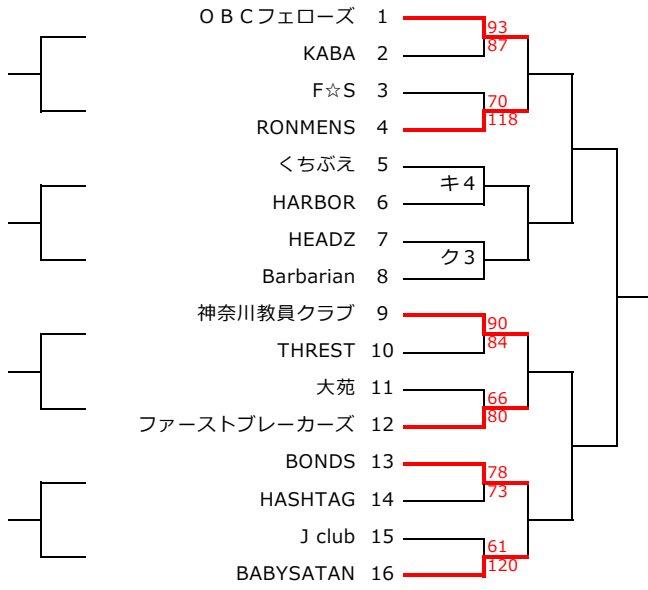 ＯＢＣフェローズ 1
93
87
KABA 2
F☆S 3
70
118
RONMENS 4
くちぶえ 5
キ4
HARBOR 6
HEADZ 7
ク3
Barbarian 8
神奈川教員クラブ 9
90
84
THREST 10
大苑 11
66
80
ファーストブレーカーズ 12
BONDS 13
78
73
HASHTAG 14
J club 15
61
120
BABYSATAN 16